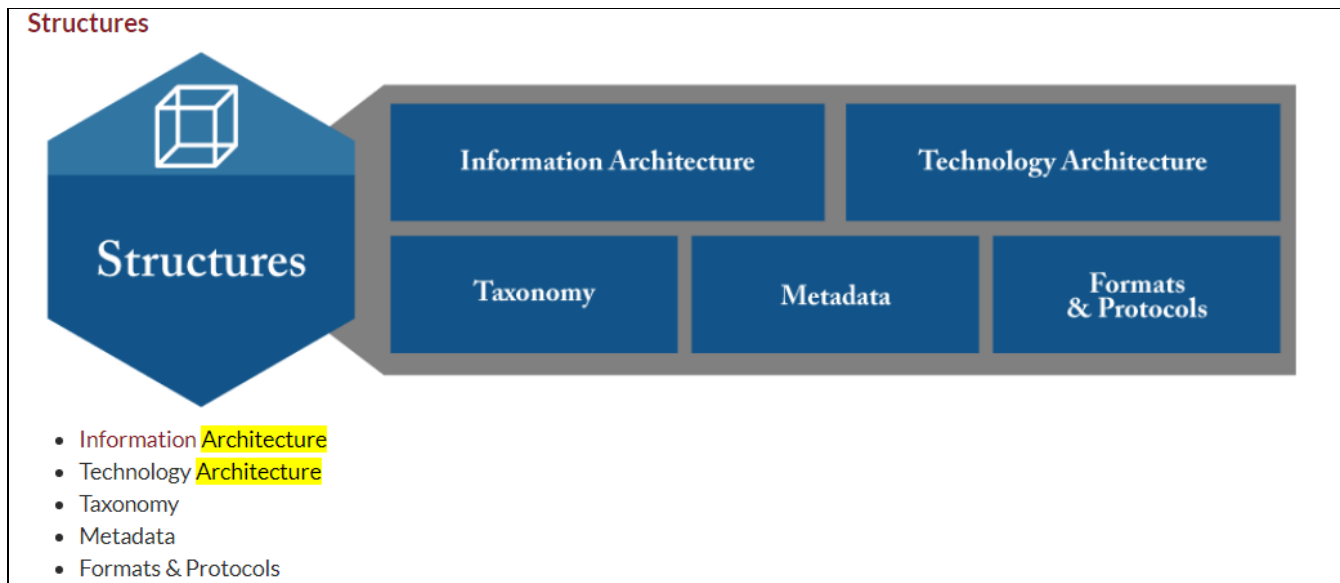 Structures
Structures
Information Architecture
Technology Architecture
Taxonomy
Metadata
Formats
& Protocols
Information Architecture
Technology Architecture
Taxonomy
Metadata
Formats & Protocols